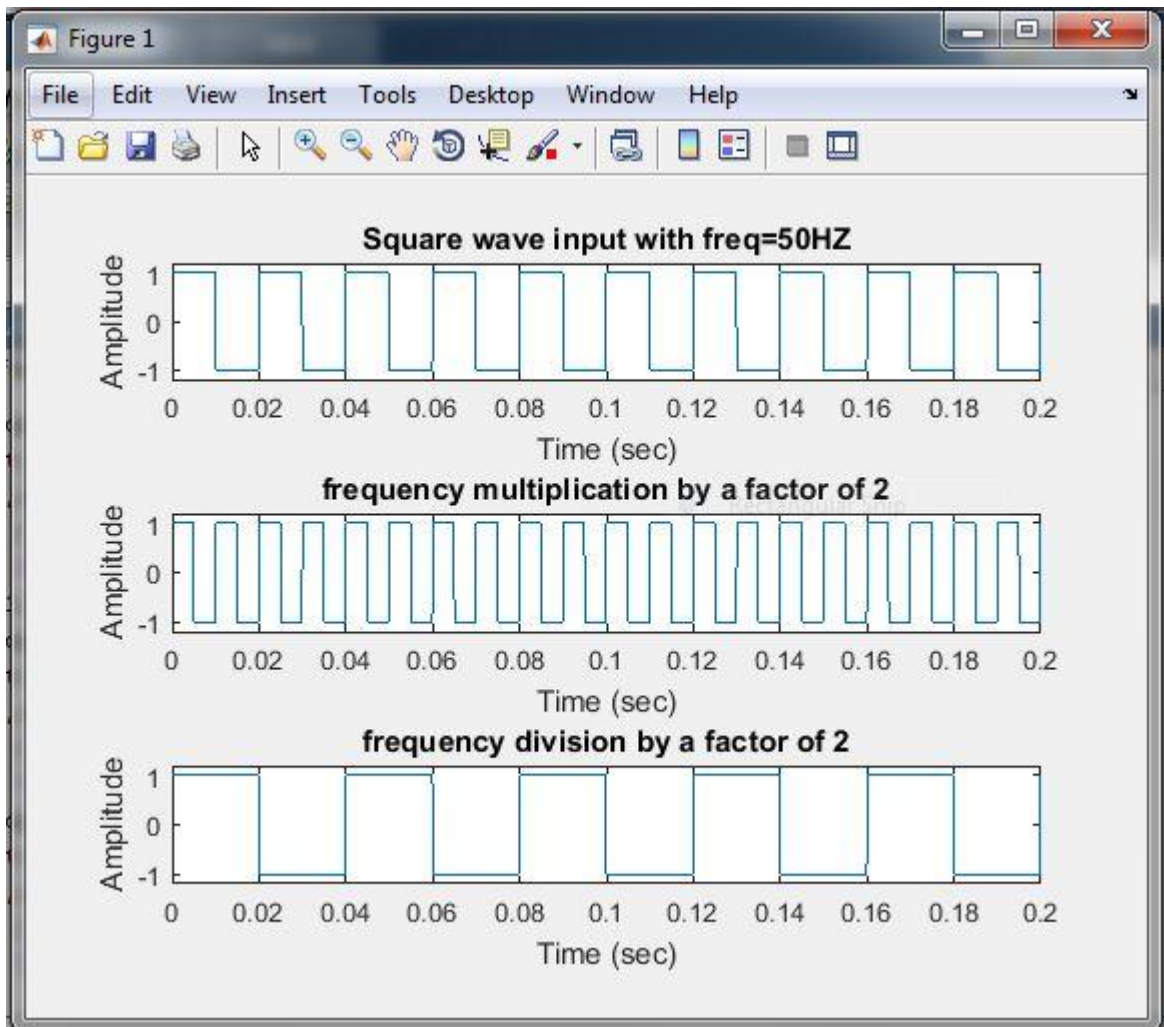 Figure 1
File Edit View Insert Tools Desktop Window Help
Square wave input with freq=50HZ
Amplitude
1
0
-1
0 0.02 0.04 0.06 0.08 0.1 0.12 0.14 0.16 0.18 0.2
Time (sec)
frequency multiplication by a factor of 2
Rectangular Snip
Amplitude
1
0
-1
0 0.02 0.04 0.06 0.08 0.1 0.12 0.14 0.16 0.18 0.2
Time (sec)
frequency division by a factor of 2
Amplitude
1
0
-1
0 0.02 0.04 0.06 0.08 0.1 0.12 0.14 0.16 0.18 0.2
Time (sec)